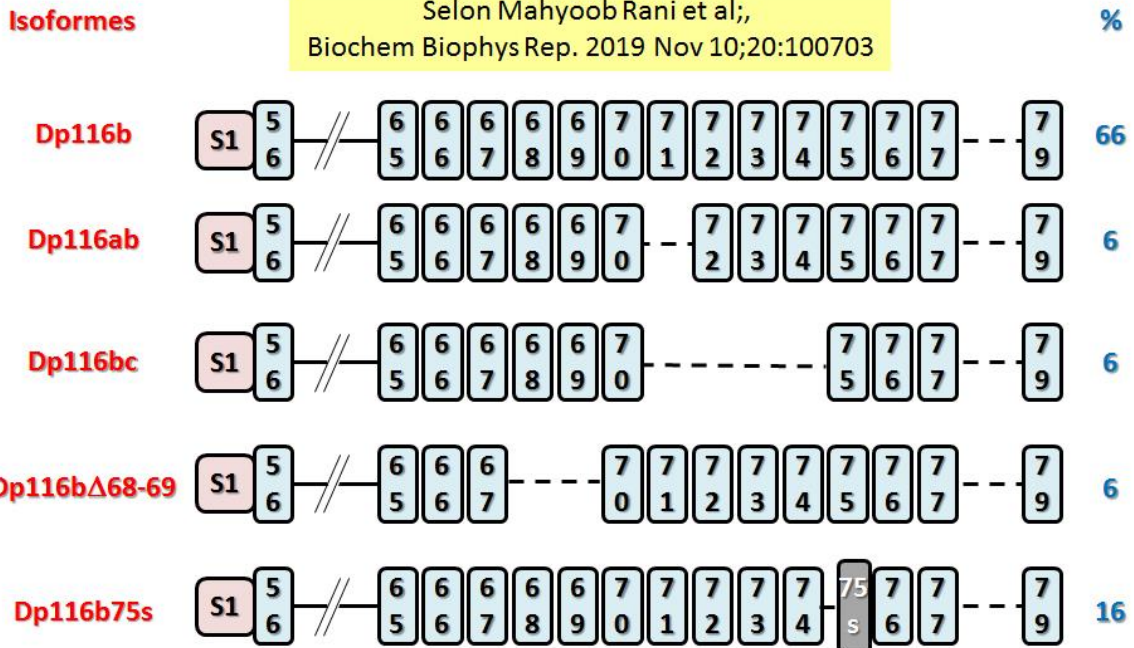 Isoformes
Selon Mahyoob Rani et al;,
Biochem Biophys Rep. 2019 Nov 10;20:100703
%
Dp116b S1 56 65 66 67 68 69 70 71 72 73 74 75 76 77 79 66
Dp116ab S1 56 65 66 67 68 69 70 72 73 74 75 76 77 79 6
Dp116bc S1 56 65 66 67 68 69 70 75 76 77 79 6
Dp116bΔ68-69 S1 56 65 66 67 70 71 72 73 74 75 76 77 79 6
Dp116b75s S1 56 65 66 67 68 69 70 71 72 73 74 75s 76 77 79 16